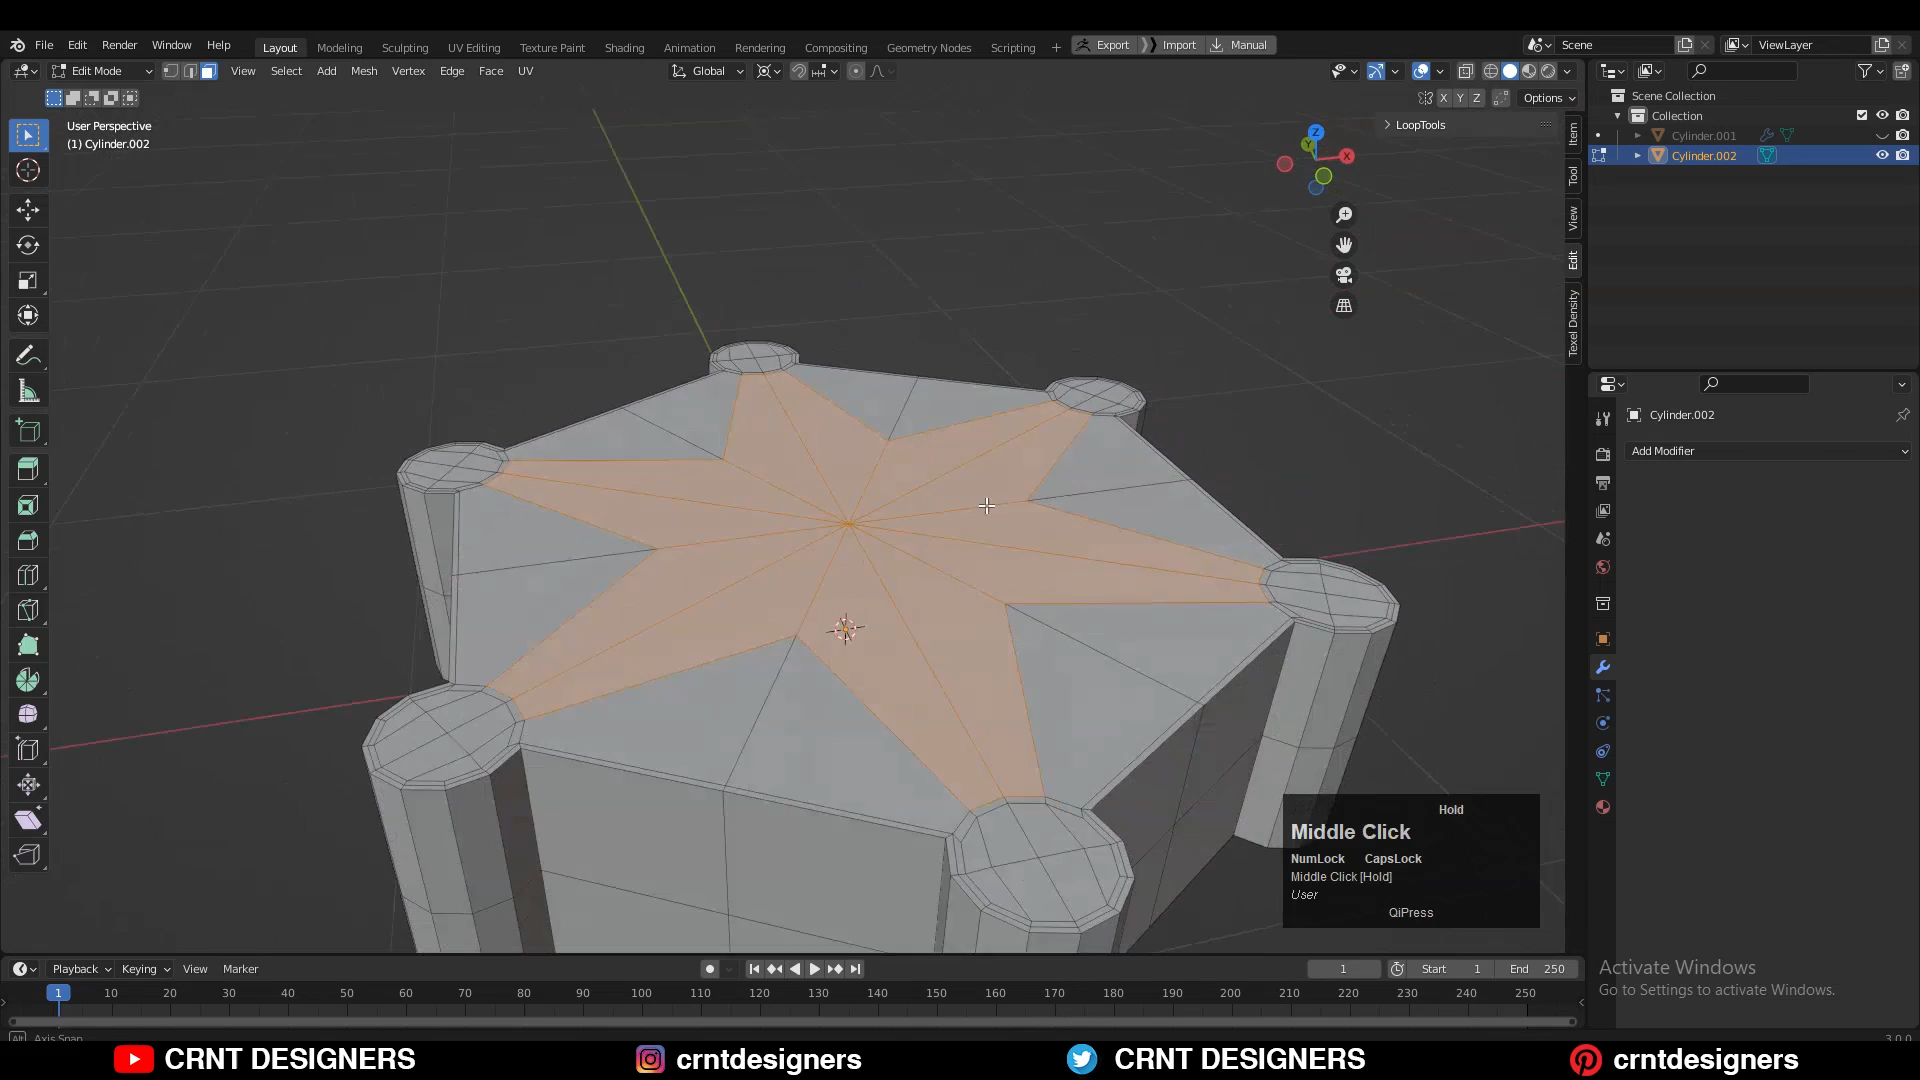 File Edit Render Window Help Layout Modeling Sculpting UV Editing Texture Paint Shading Animation Rendering Compositing Geometry Nodes Scripting + Export Import Manual Scene ViewLayer
Edit Mode View Select Add Mesh Vertex Edge Face UV Global
X Y Z Options
User Perspective
(1) Cylinder.002
LoopTools
Z
Y
X
Item
Tool
View
Edit
Texel Density
Scene Collection
Collection
Cylinder.001
Cylinder.002
Cylinder.002
Add Modifier
Hold
Middle Click
NumLock CapsLock
Middle Click [Hold]
User
QiPress
Activate Windows
Go to Settings to activate Windows.
Playback Keying View Marker 1 Start 1 End 250
1 10 20 30 40 50 60 70 80 90 100 110 120 130 140 150 160 170 180 190 200 210 220 230 240 250
Alt Axis Snap 3.0.0
CRNT DESIGNERS crntdesigners CRNT DESIGNERS crntdesigners